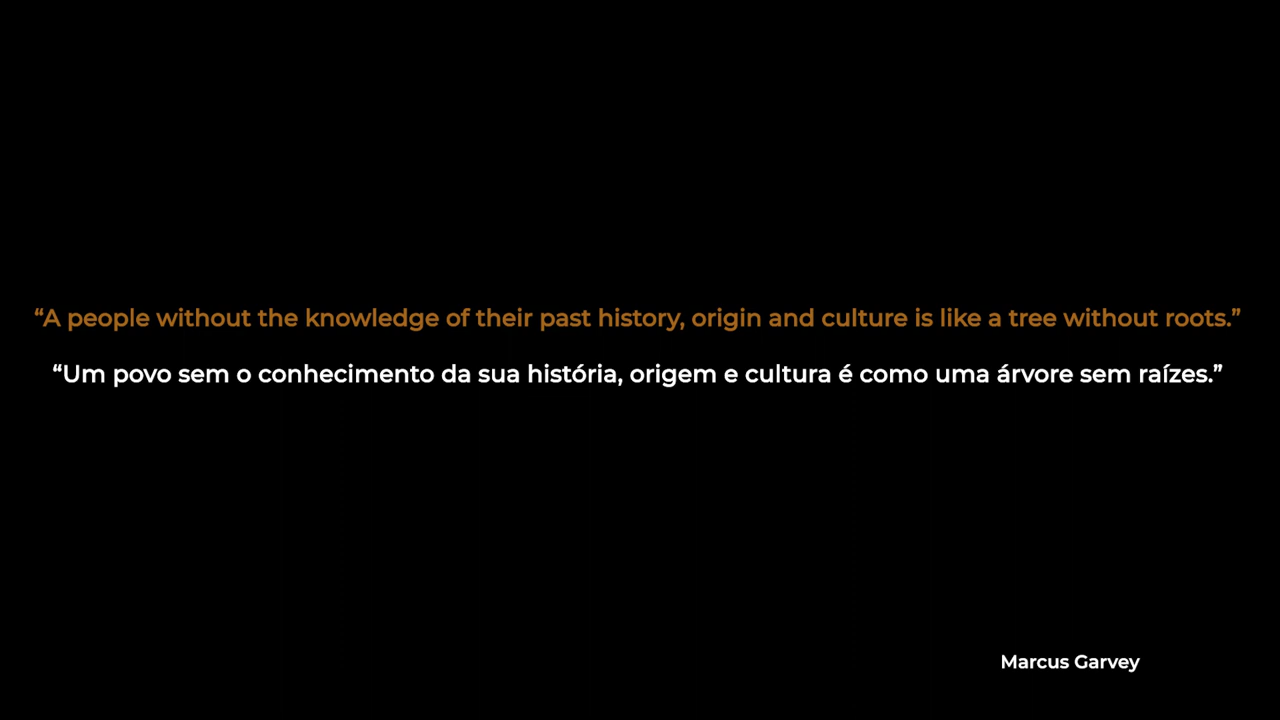 “A people without the knowledge of their past history, origin and culture is like a tree without roots.”
“Um povo sem o conhecimento da sua história, origem e cultura é como uma árvore sem raízes.”
Marcus Garvey